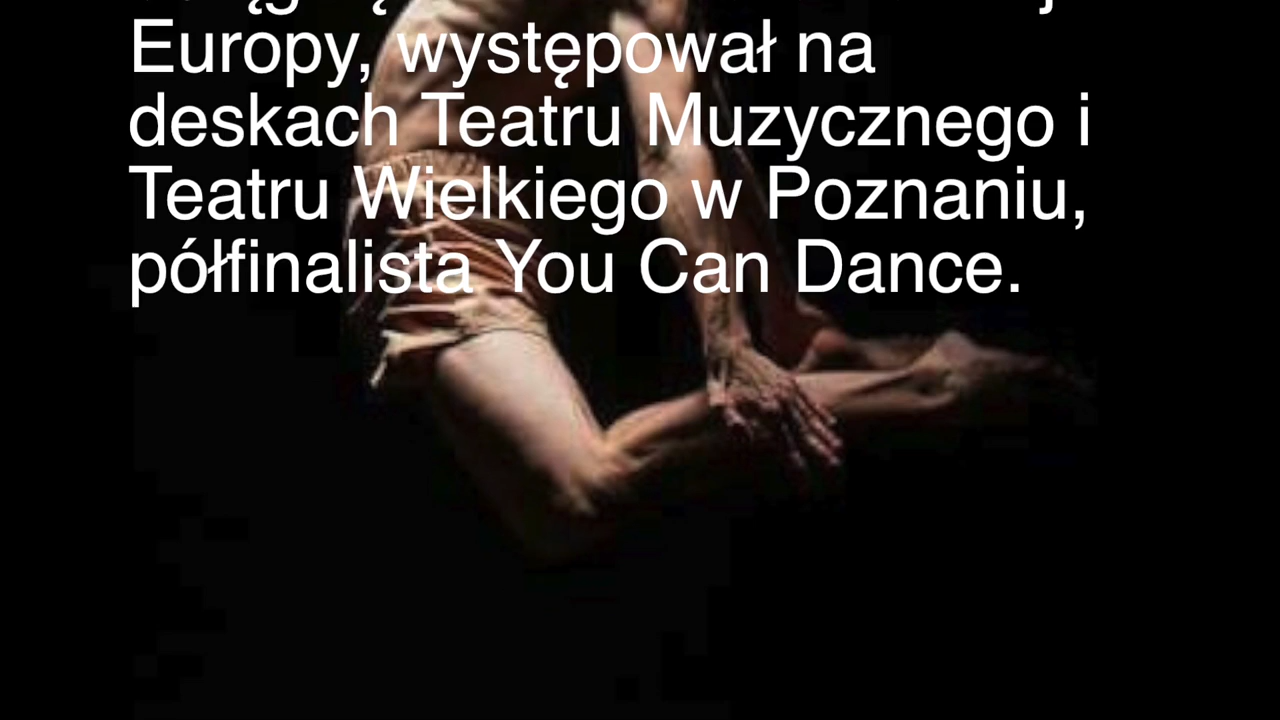 Europy, występował na
deskach Teatru Muzycznego i
Teatru Wielkiego w Poznaniu,
półfinalista You Can Dance.